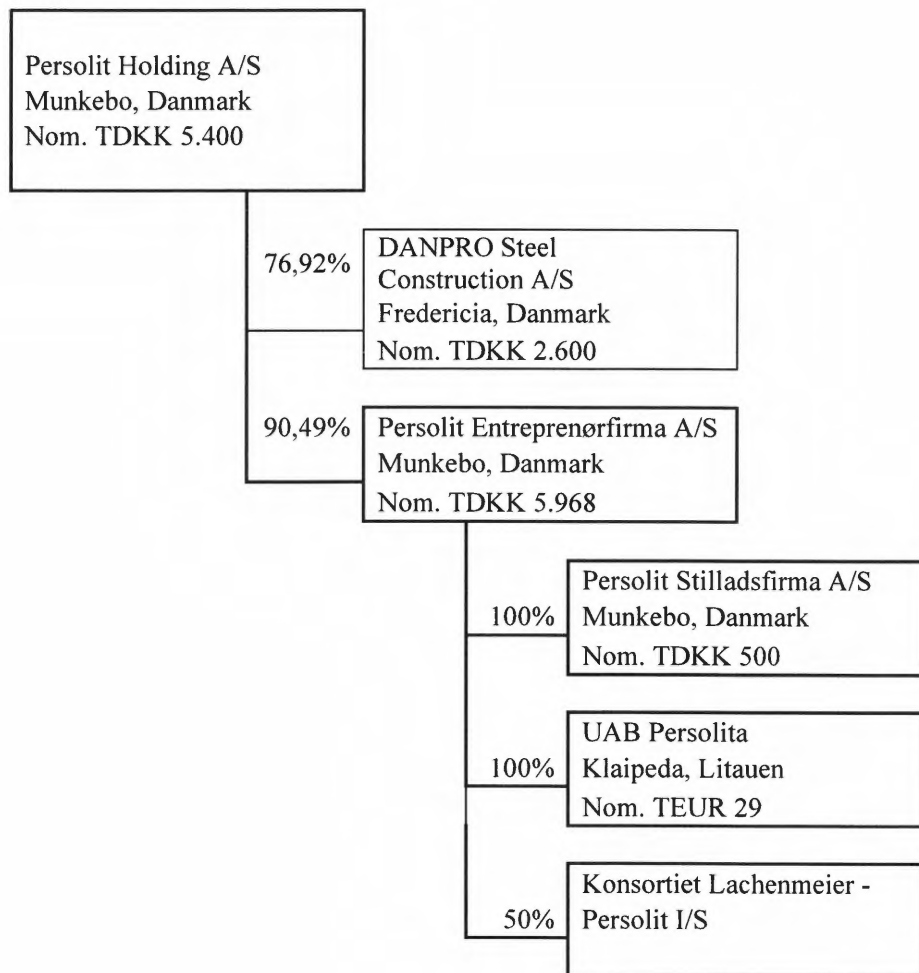 Persolit Holding A/S
Munkebo, Danmark
Nom. TDKK 5.400
76,92%
DANPRO Steel
Construction A/S
Fredericia, Danmark
Nom. TDKK 2.600
90,49%
Persolit Entreprenørfirma A/S
Munkebo, Danmark
Nom. TDKK 5.968
100%
Persolit Stilladsfirma A/S
Munkebo, Danmark
Nom. TDKK 500
100%
UAB Persolita
Klaipeda, Litauen
Nom. TEUR 29
50%
Konsortiet Lachenmeier -
Persolit I/S